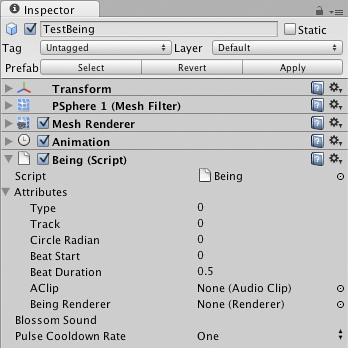 Inspector
TestBeing Static
Tag Untagged Layer Default
Prefab Select Revert Apply
Transform
PSphere 1 (Mesh Filter)
Mesh Renderer
Animation
Being (Script)
Script Being
Attributes
Type 0
Track 0
Circle Radian 0
Beat Start 0
Beat Duration 0.5
AClip None (Audio Clip)
Being Renderer None (Renderer)
Blossom Sound
Pulse Cooldown Rate One